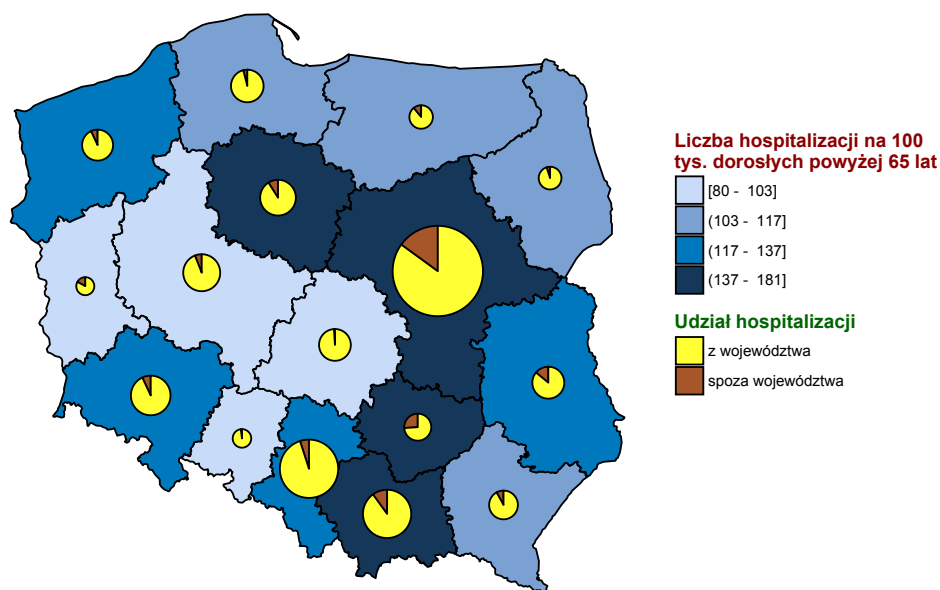 Liczba hospitalizacji na 100
tys. dorosłych powyżej 65 lat
[80 - 103]
(103 - 117]
(117 - 137]
(137 - 181]
Udział hospitalizacji
z województwa
spoza województwa